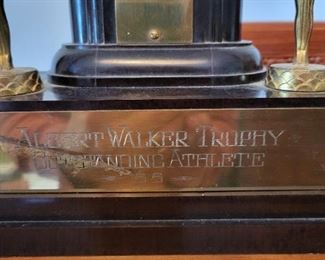 ALBERT WALKER TROPHY
OUTSTANDING ATHLETE